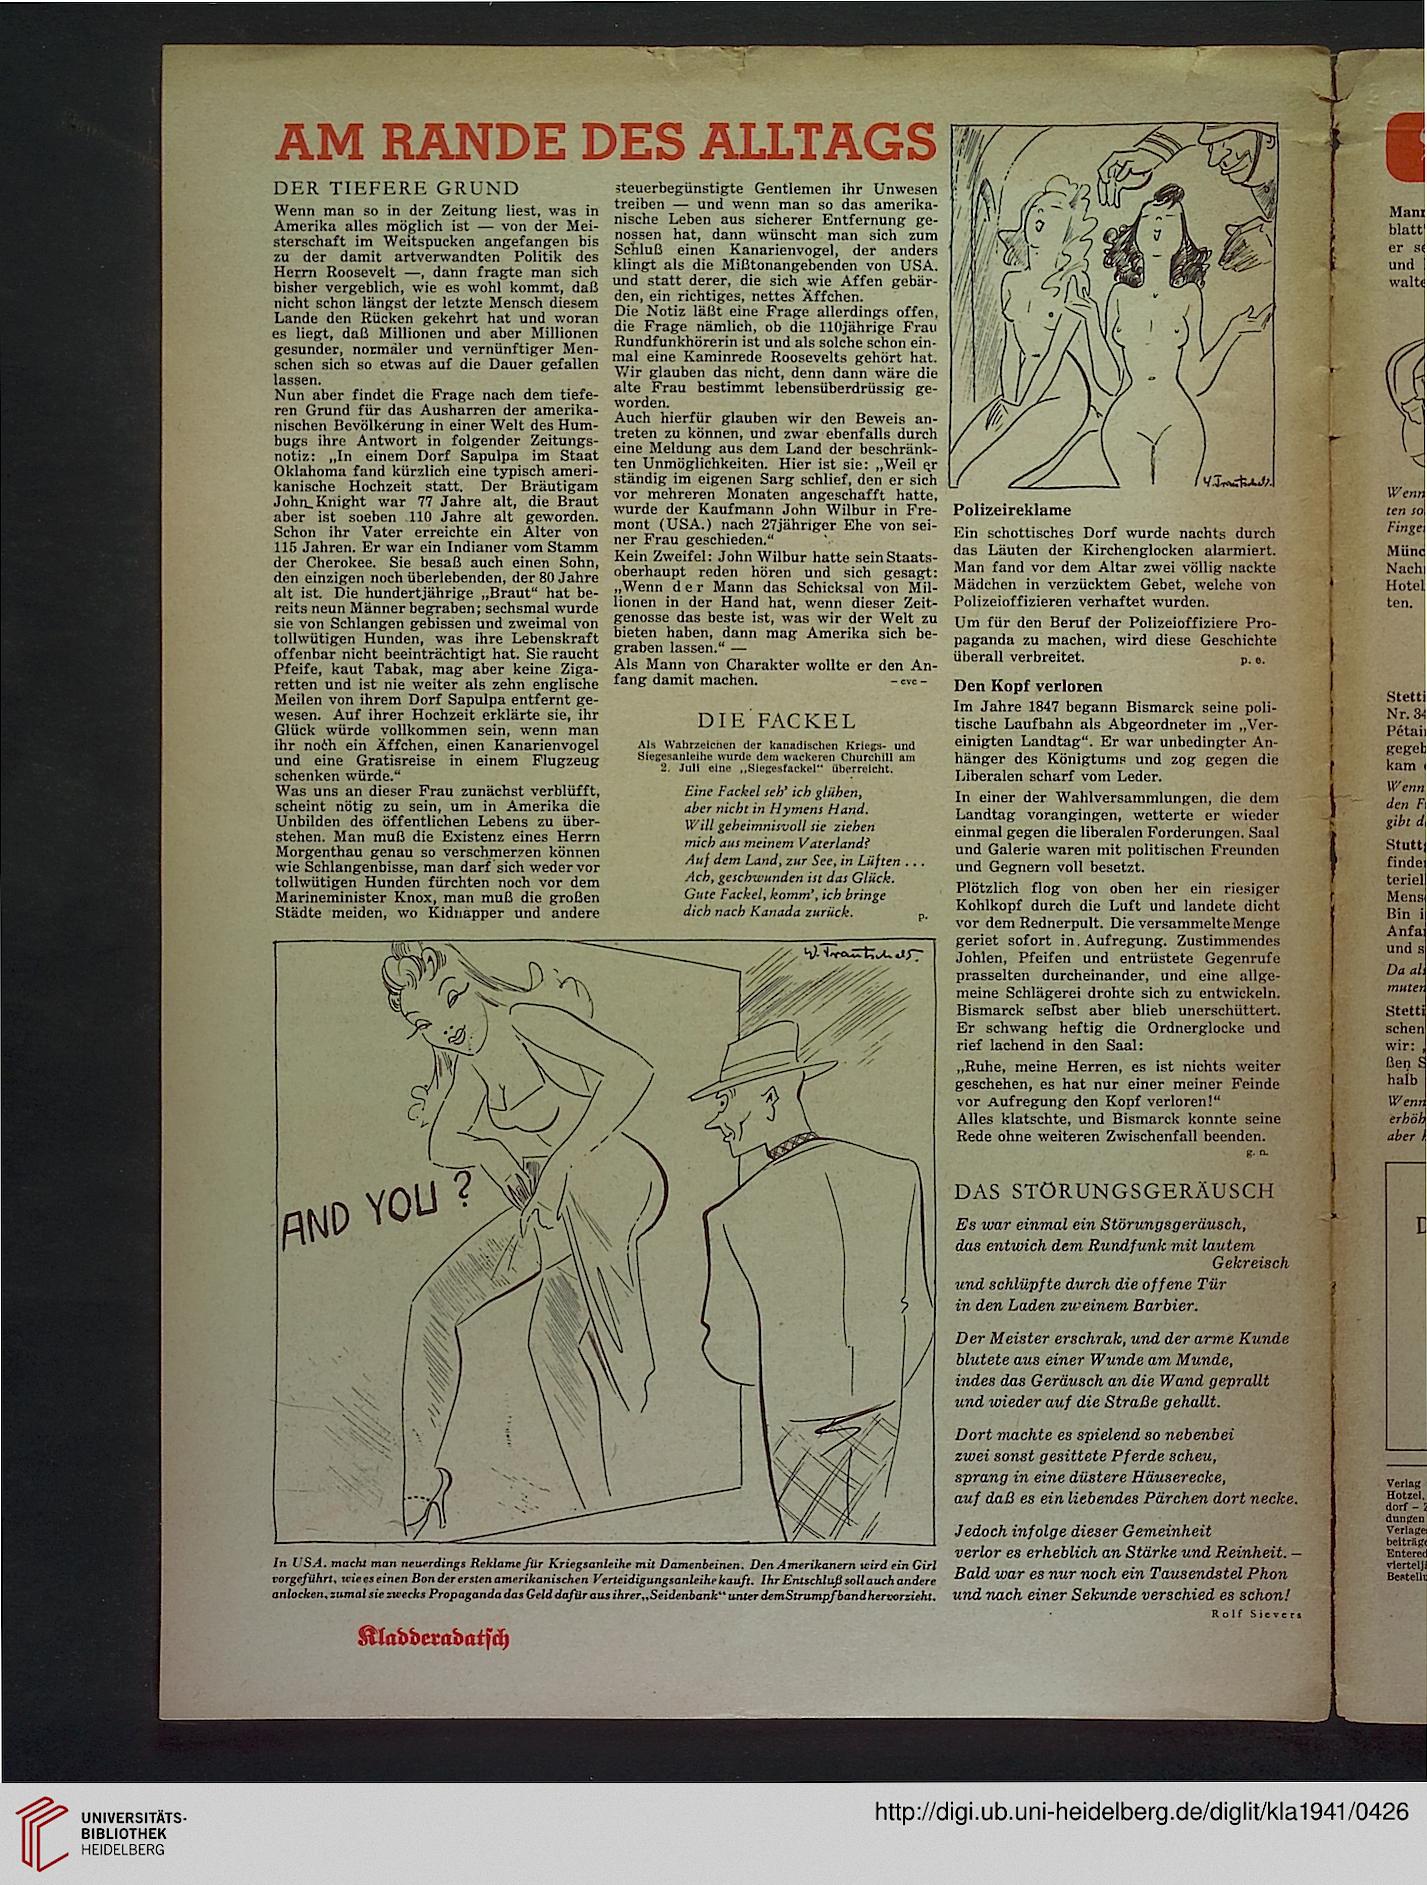 AM RANDE DES ALLTAGS
DER TIEFERE GRUND
Wenn man so in der Zeitung liest, was in
Amerika alles möglich ist — von der Mei-
sterschaft im Weitspucken angefangen bis
zu der damit artverwandten Politik des
Herrn Roosevelt —, dann fragte man sich
bisher vergeblich, wie es wohl kommt, daß
nicht schon längst der letzte Mensch diesem
Lande den Rücken gekehrt hat und woran
es liegt, daß Millionen und aber Millionen
gesunder, normaler und vernünftiger Men-
schen sich so etwas auf die Dauer gefallen
lassen.
Nun aber findet die Frage nach dem tiefe-
ren Grund für das Ausharren der amerika-
nischen Bevölkerung in einer Welt des Hum-
bugs ihre Antwort in folgender Zeitungs-
notiz: „In einem Dorf Sapulpa im Staat
Oklahoma fand kürzlich eine typisch ameri-
kanische Hochzeit statt. Der Bräutigam
John Knight war 77 Jahre alt, die Braut
aber ist soeben 110 Jahre alt geworden.
Schon ihr Vater erreichte ein Alter von
115 Jahren. Er war ein Indianer vom Stamm
der Cherokee. Sie besaß auch einen Sohn,
den einzigen noch überlebenden, der 80 Jahre
alt ist. Die hundertjährige „Braut“ hat be-
reits neun Männer begraben; sechsmal wurde
sie von Schlangen gebissen und zweimal von
tollwütigen Hunden, was ihre Lebenskraft
offenbar nicht beeinträchtigt hat. Sie raucht
Pfeife, kaut Tabak, mag aber keine Ziga-
retten und ist nie weiter als zehn englische
Meilen von ihrem Dorf Sapulpa entfernt ge-
wesen. Auf ihrer Hochzeit erklärte sie, ihr
Glück würde vollkommen sein, wenn man
ihr noch ein Äffchen, einen Kanarienvogel
und eine Gratisreise in einem Flugzeug
schenken würde.“
Was uns an dieser Frau zunächst verblüfft,
scheint nötig zu sein, um in Amerika die
Unbilden des öffentlichen Lebens zu über-
stehen. Man muß die Existenz eines Herrn
Morgenthau genau so verschmerzen können
wie Schlangenbisse, man darf sich weder vor
tollwütigen Hunden fürchten noch vor dem
Marineminister Knox, man muß die großen
Städte meiden, wo Kidnapper und andere
steuerbegünstigte Gentlemen ihr Unwesen
treiben — und wenn man so das amerika-
nische Leben aus sicherer Entfernung ge-
nossen hat, dann wünscht man sich zum
Schluß einen Kanarienvogel, der anders
klingt als die Mißtonangebenden von USA.
und statt derer, die sich wie Affen gebär-
den, ein richtiges, nettes Äffchen.
Die Notiz läßt eine Frage allerdings offen,
die Frage nämlich, ob die 110jährige Frau
Rundfunkhörerin ist und als solche schon ein-
mal eine Kaminrede Roosevelts gehört hat.
Wir glauben das nicht, denn dann wäre die
alte Frau bestimmt lebensüberdrüssig ge-
worden.
Auch hierfür glauben wir den Beweis an-
treten zu können, und zwar ebenfalls durch
eine Meldung aus dem Land der beschränk-
ten Unmöglichkeiten. Hier ist sie: „Weil er
ständig im eigenen Sarg schlief, den er sich
vor mehreren Monaten angeschafft hatte,
wurde der Kaufmann John Wilbur in Fre-
mont (USA.) nach 27jähriger Ehe von sei-
ner Frau geschieden.“
Kein Zweifel: John Wilbur hatte sein Staats-
oberhaupt reden hören und sich gesagt:
„Wenn der Mann das Schicksal von Mil-
lionen in der Hand hat, wenn dieser Zeit-
genosse das beste ist, was wir der Welt zu
bieten haben, dann mag Amerika sich be-
graben lassen.“ —
Als Mann von Charakter wollte er den An-
fang damit machen. – eve –
DIE FACKEL
Als Wahrzeichen der kanadischen Kriegs- und
Siegesanleihe wurde dem wackeren Churchill am
2. Juli eine „Siegesfackel“ überreicht.
Eine Fackel seh' ich glühen,
aber nicht in Hymens Hand.
Will geheimnisvoll sie ziehen
mich aus meinem Vaterland?
Auf dem Land, zur See, in Lüften . . .
Ach, geschwunden ist das Glück.
Gute Fackel, komm', ich bringe
dich nach Kanada zurück. p.
W. Trautschold.
AND YOU?
In USA. macht man neuerdings Reklame für Kriegsanleihe mit Damenbeinen. Den Amerikanern wird ein Girl
vorgeführt, wie es einen Bon der ersten amerikanischen Verteidigungsanleihe kauft. Ihr Entschluß soll auch andere
anlocken, zumal sie zwecks Propaganda das Geld dafür aus ihrer „Seidenbank“ unter dem Strumpfband hervorzieht.
Kladderadatsch
W. Trautschold.
Polizeireklame
Ein schottisches Dorf wurde nachts durch
das Läuten der Kirchenglocken alarmiert.
Man fand vor dem Altar zwei völlig nackte
Mädchen in verzücktem Gebet, welche von
Polizeioffizieren verhaftet wurden.
Um für den Beruf der Polizeioffiziere Pro-
paganda zu machen, wird diese Geschichte
überall verbreitet. p. e.
Den Kopf verloren
Im Jahre 1847 begann Bismarck seine poli-
tische Laufbahn als Abgeordneter im „Ver-
einigten Landtag“. Er war unbedingter An-
hänger des Königtums und zog gegen die
Liberalen scharf vom Leder.
In einer der Wahlversammlungen, die dem
Landtag vorangingen, wetterte er wieder
einmal gegen die liberalen Forderungen. Saal
und Galerie waren mit politischen Freunden
und Gegnern voll besetzt.
Plötzlich flog von oben her ein riesiger
Kohlkopf durch die Luft und landete dicht
vor dem Rednerpult. Die versammelte Menge
geriet sofort in Aufregung. Zustimmendes
Johlen, Pfeifen und entrüstete Gegenrufe
prasselten durcheinander, und eine allge-
meine Schlägerei drohte sich zu entwickeln.
Bismarck selbst aber blieb unerschüttert.
Er schwang heftig die Ordnerglocke und
rief lachend in den Saal:
„Ruhe, meine Herren, es ist nichts weiter
geschehen, es hat nur einer meiner Feinde
vor Aufregung den Kopf verloren!“
Alles klatschte, und Bismarck konnte seine
Rede ohne weiteren Zwischenfall beenden.
g. n.
DAS STÖRUNGSGERÄUSCH
Es war einmal ein Störungsgeräusch,
das entwich dem Rundfunk mit lautem
Gekreisch
und schlüpfte durch die offene Tür
in den Laden zu einem Barbier.
Der Meister erschrak, und der arme Kunde
blutete aus einer Wunde am Munde,
indes das Geräusch an die Wand geprallt
und wieder auf die Straße gehallt.
Dort machte es spielend so nebenbei
zwei sonst gesittete Pferde scheu,
sprang in eine düstere Häuserecke,
auf daß es ein liebendes Pärchen dort necke.
Jedoch infolge dieser Gemeinheit
verlor es erheblich an Stärke und Reinheit. –
Bald war es nur noch ein Tausendstel Phon
und nach einer Sekunde verschied es schon!
Rolf Sievers
UNIVERSITÄTS-
BIBLIOTHEK
HEIDELBERG
http://digi.ub.uni-heidelberg.de/diglit/kla1941/0426